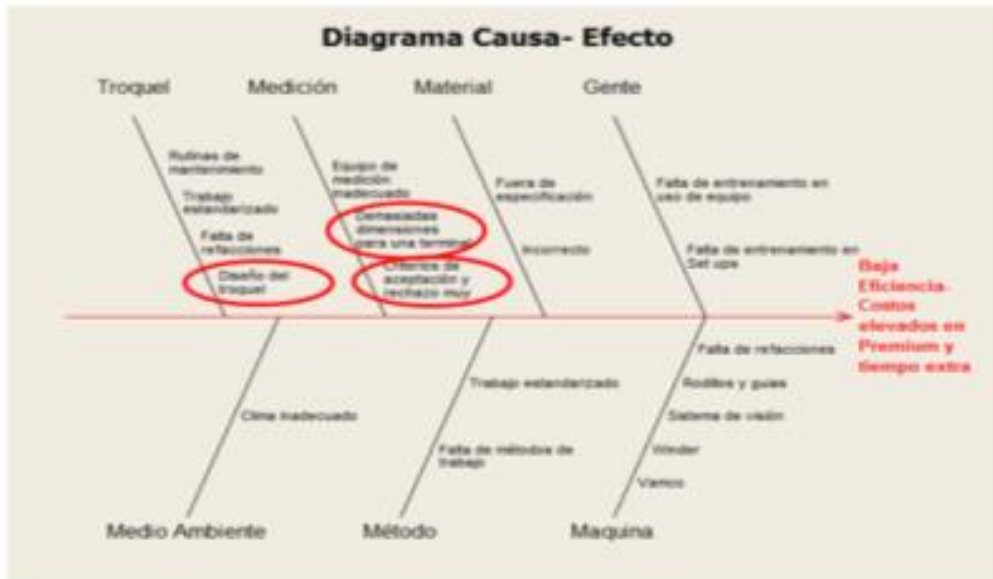 Diagrama Causa- Efecto
Troquel
Medición
Material
Gente
Rutinas de
mantenimiento
Trabajo
estandarizado
Falta de
refacciones
Diseño del
troquel
Equipo de
medición
inadecuado
Demasiadas
dimensiones
para una terminal
Criterios de
aceptación y
rechazo muy
Fuera de
especificación
Incorrecto
Falta de entrenamiento en
uso de equipo
Falta de entrenamiento en
Set ups
Baja
Eficiencia-
Costos
elevados en
Premium y
tiempo extra
Clima inadecuado
Trabajo estandarizado
Falta de métodos de
trabajo
Falta de refacciones
Rodillos y guias
Sistema de visión
Winder
Vamco
Medio Ambiente
Método
Maquina